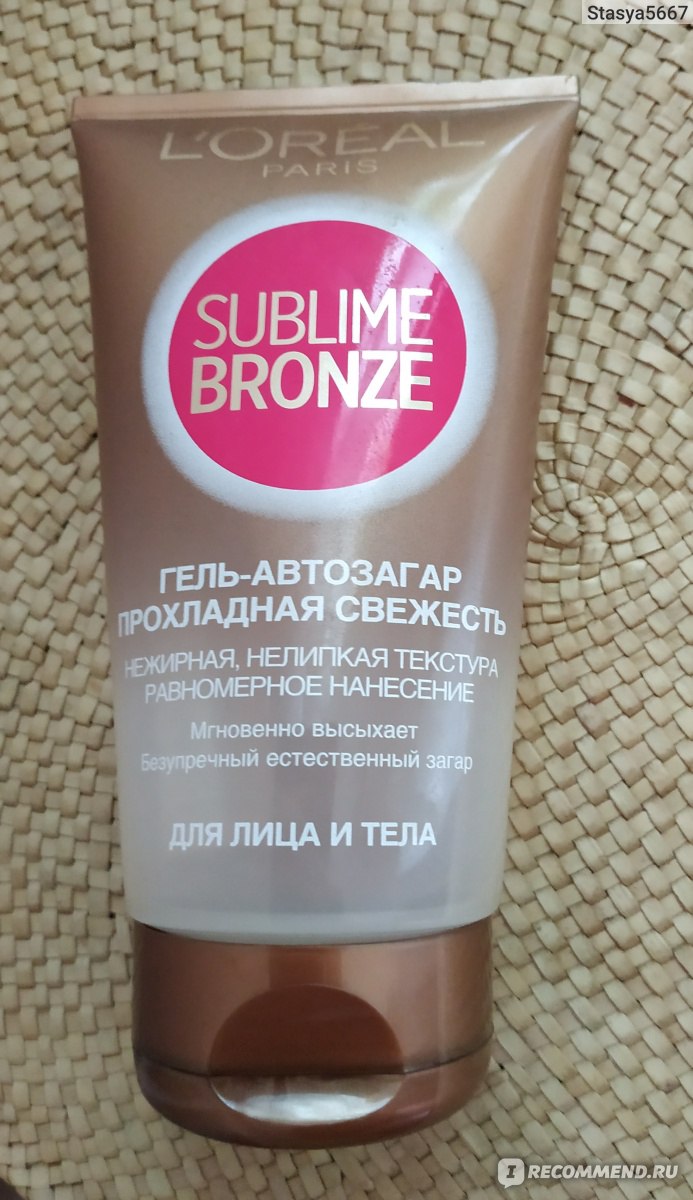 Stasya5667
L'ORÉAL
PARIS
SUBLIME
BRONZE
ГЕЛЬ-АВТОЗАГАР
ПРОХЛАДНАЯ СВЕЖЕСТЬ
НЕЖИРНАЯ, НЕЛИПКАЯ ТЕКСТУРА
РАВНОМЕРНОЕ НАНЕСЕНИЕ
Мгновенно высыхает
Безупречный естественный загар
ДЛЯ ЛИЦА И ТЕЛА
I RECOMMEND.RU